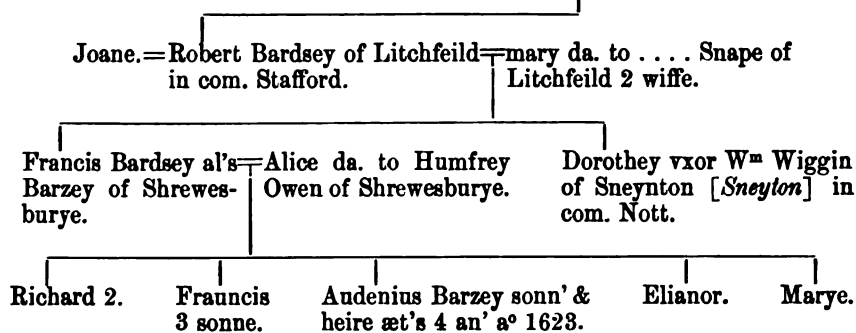 Joane.=Robert Bardsey of Litchfeild=mary da. to . . . . Snape of
in com. Stafford.
Litchfeild 2 wiffe.
Francis Bardsey al's=Alice da. to Humfrey
Barzey of Shrewes-
burye.
Owen of Shrewesburye.
Dorothey vxor Wᵐ Wiggin
of Sneynton [Sneyton] in
com. Nott.
Richard 2.
Frauncis
3 sonne.
Audenius Barzey sonn' &
heire æt's 4 an' aº 1623.
Elianor.
Marye.